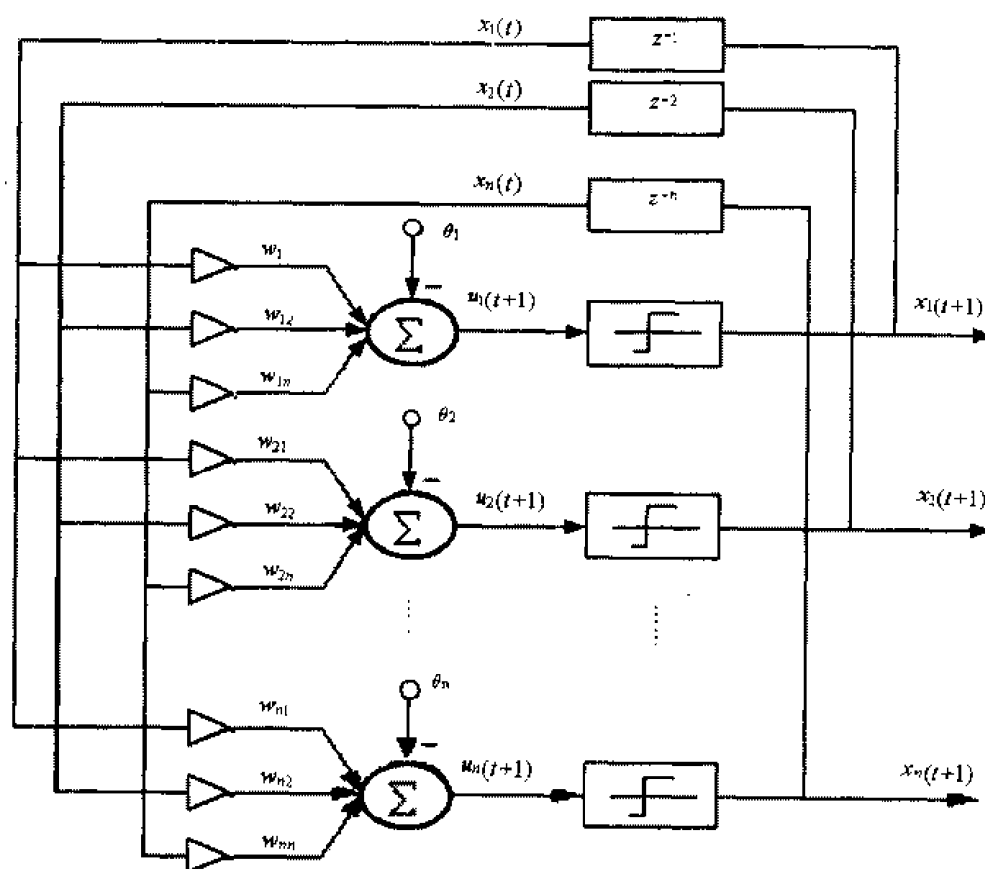 x₁(t)
z⁻¹
x₂(t)
z⁻²
xₙ(t)
z⁻ⁿ
θ₁
w₁
−
u₁(t+1)
x₁(t+1)
w₁₂
Σ
w₁ₙ
θ₂
w₂₁
−
u₂(t+1)
x₂(t+1)
w₂₂
Σ
w₂ₙ
θₙ
wₙ₁
−
uₙ(t+1)
xₙ(t+1)
wₙ₂
Σ
wₙₙ